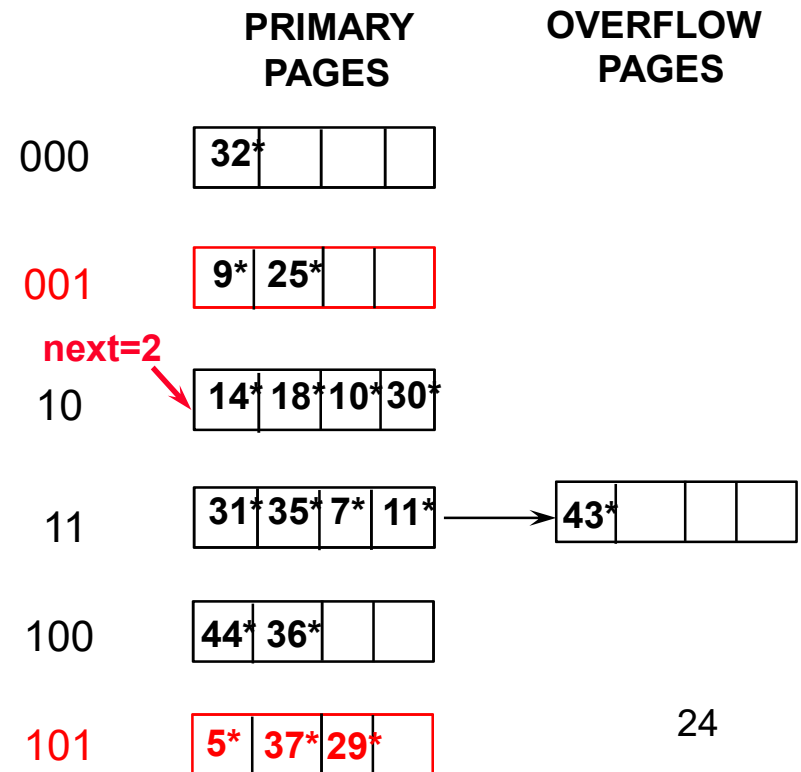 PRIMARY PAGES
OVERFLOW PAGES
000 32*
001 9* 25*
next=2
10 14* 18* 10* 30*
11 31* 35* 7* 11* 43*
100 44* 36*
24
101 5* 37* 29*